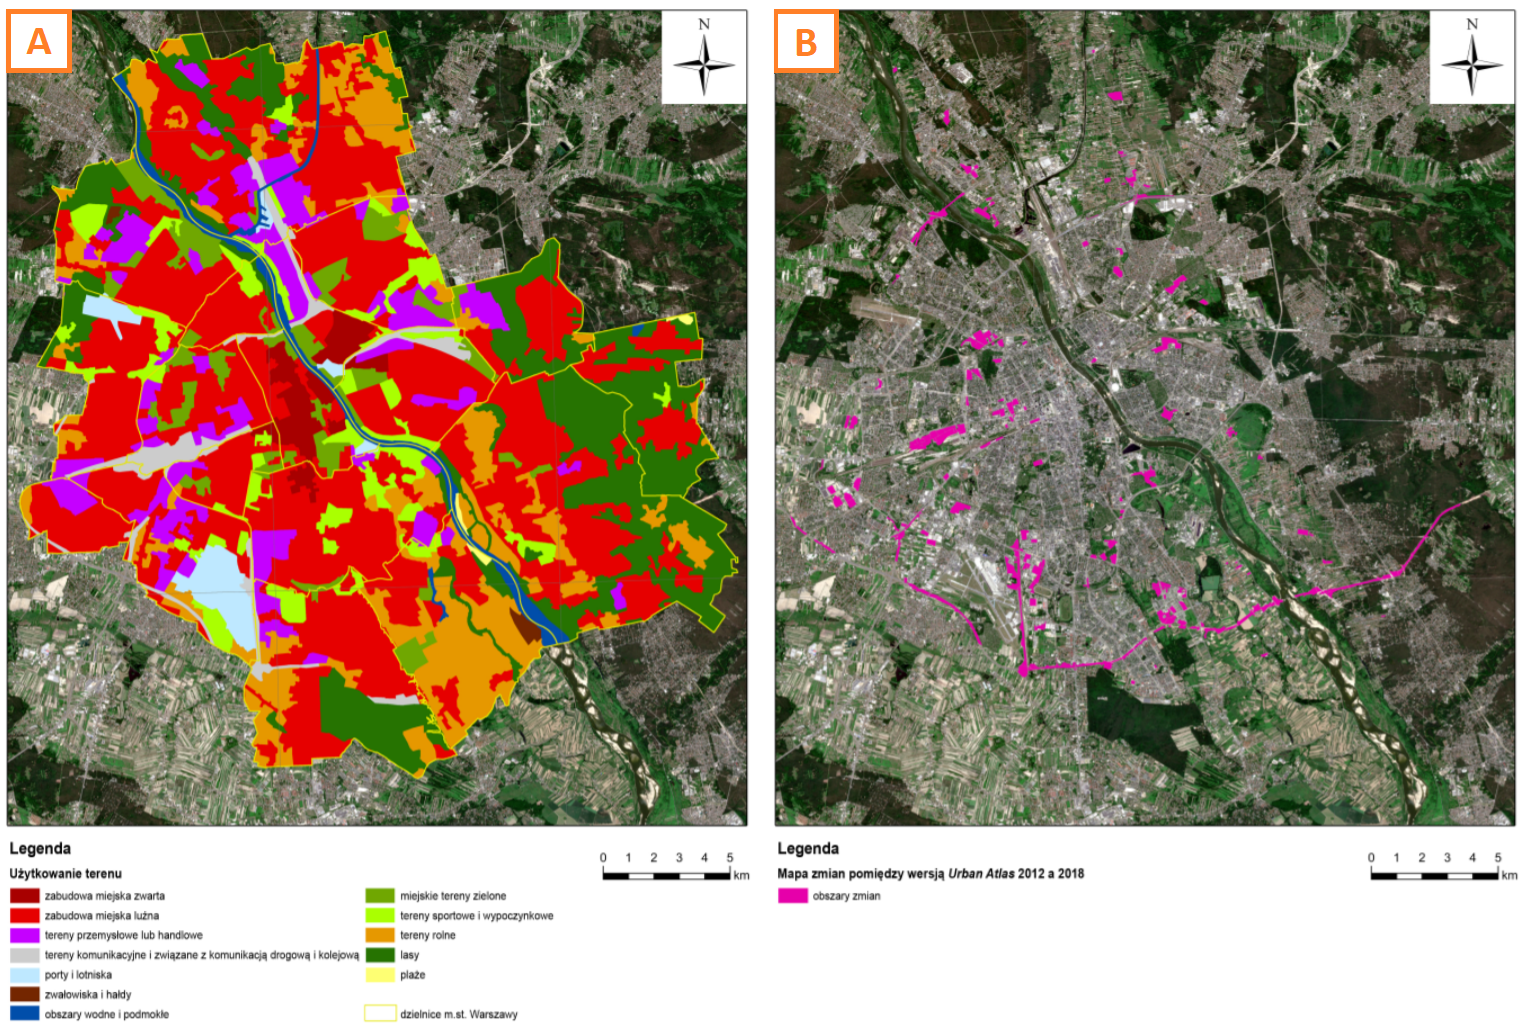 A
N
B
N
Legenda
Użytkowanie terenu
zabudowa miejska zwarta
zabudowa miejska luźna
tereny przemysłowe lub handlowe
tereny komunikacyjne i związane z komunikacją drogową i kolejową
porty i lotniska
zwałowiska i hałdy
obszary wodne i podmokłe
miejskie tereny zielone
tereny sportowe i wypoczynkowe
tereny rolne
lasy
plaże
dzielnice m.st. Warszawy
0 1 2 3 4 5
km
Legenda
Mapa zmian pomiędzy wersją Urban Atlas 2012 a 2018
obszary zmian
0 1 2 3 4 5
km